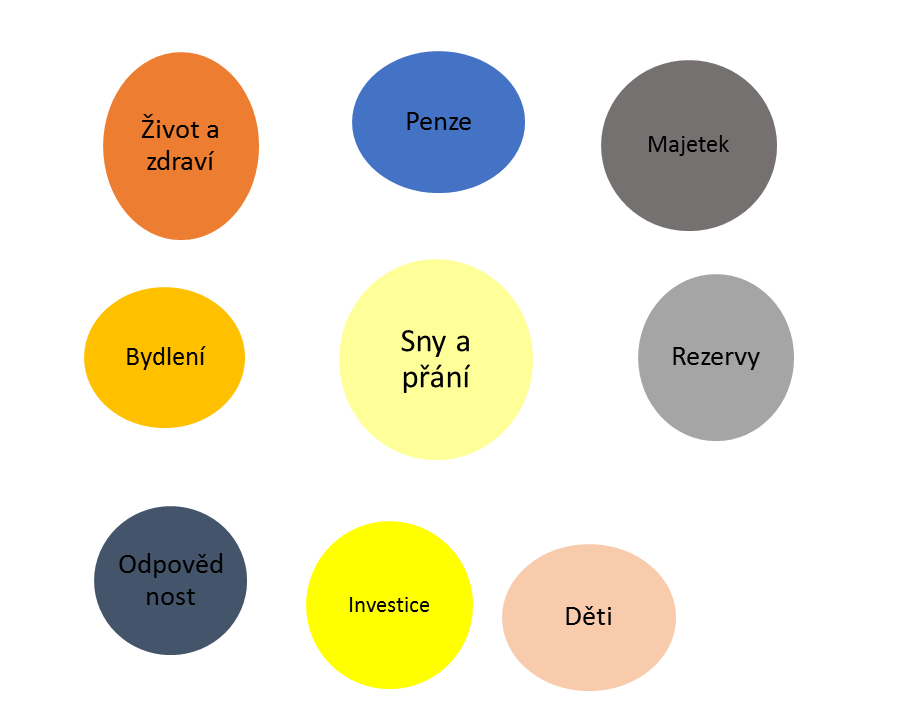 Život a
zdraví
Penze
Majetek
Bydlení
Sny a
přání
Rezervy
Odpověd
nost
Investice
Děti